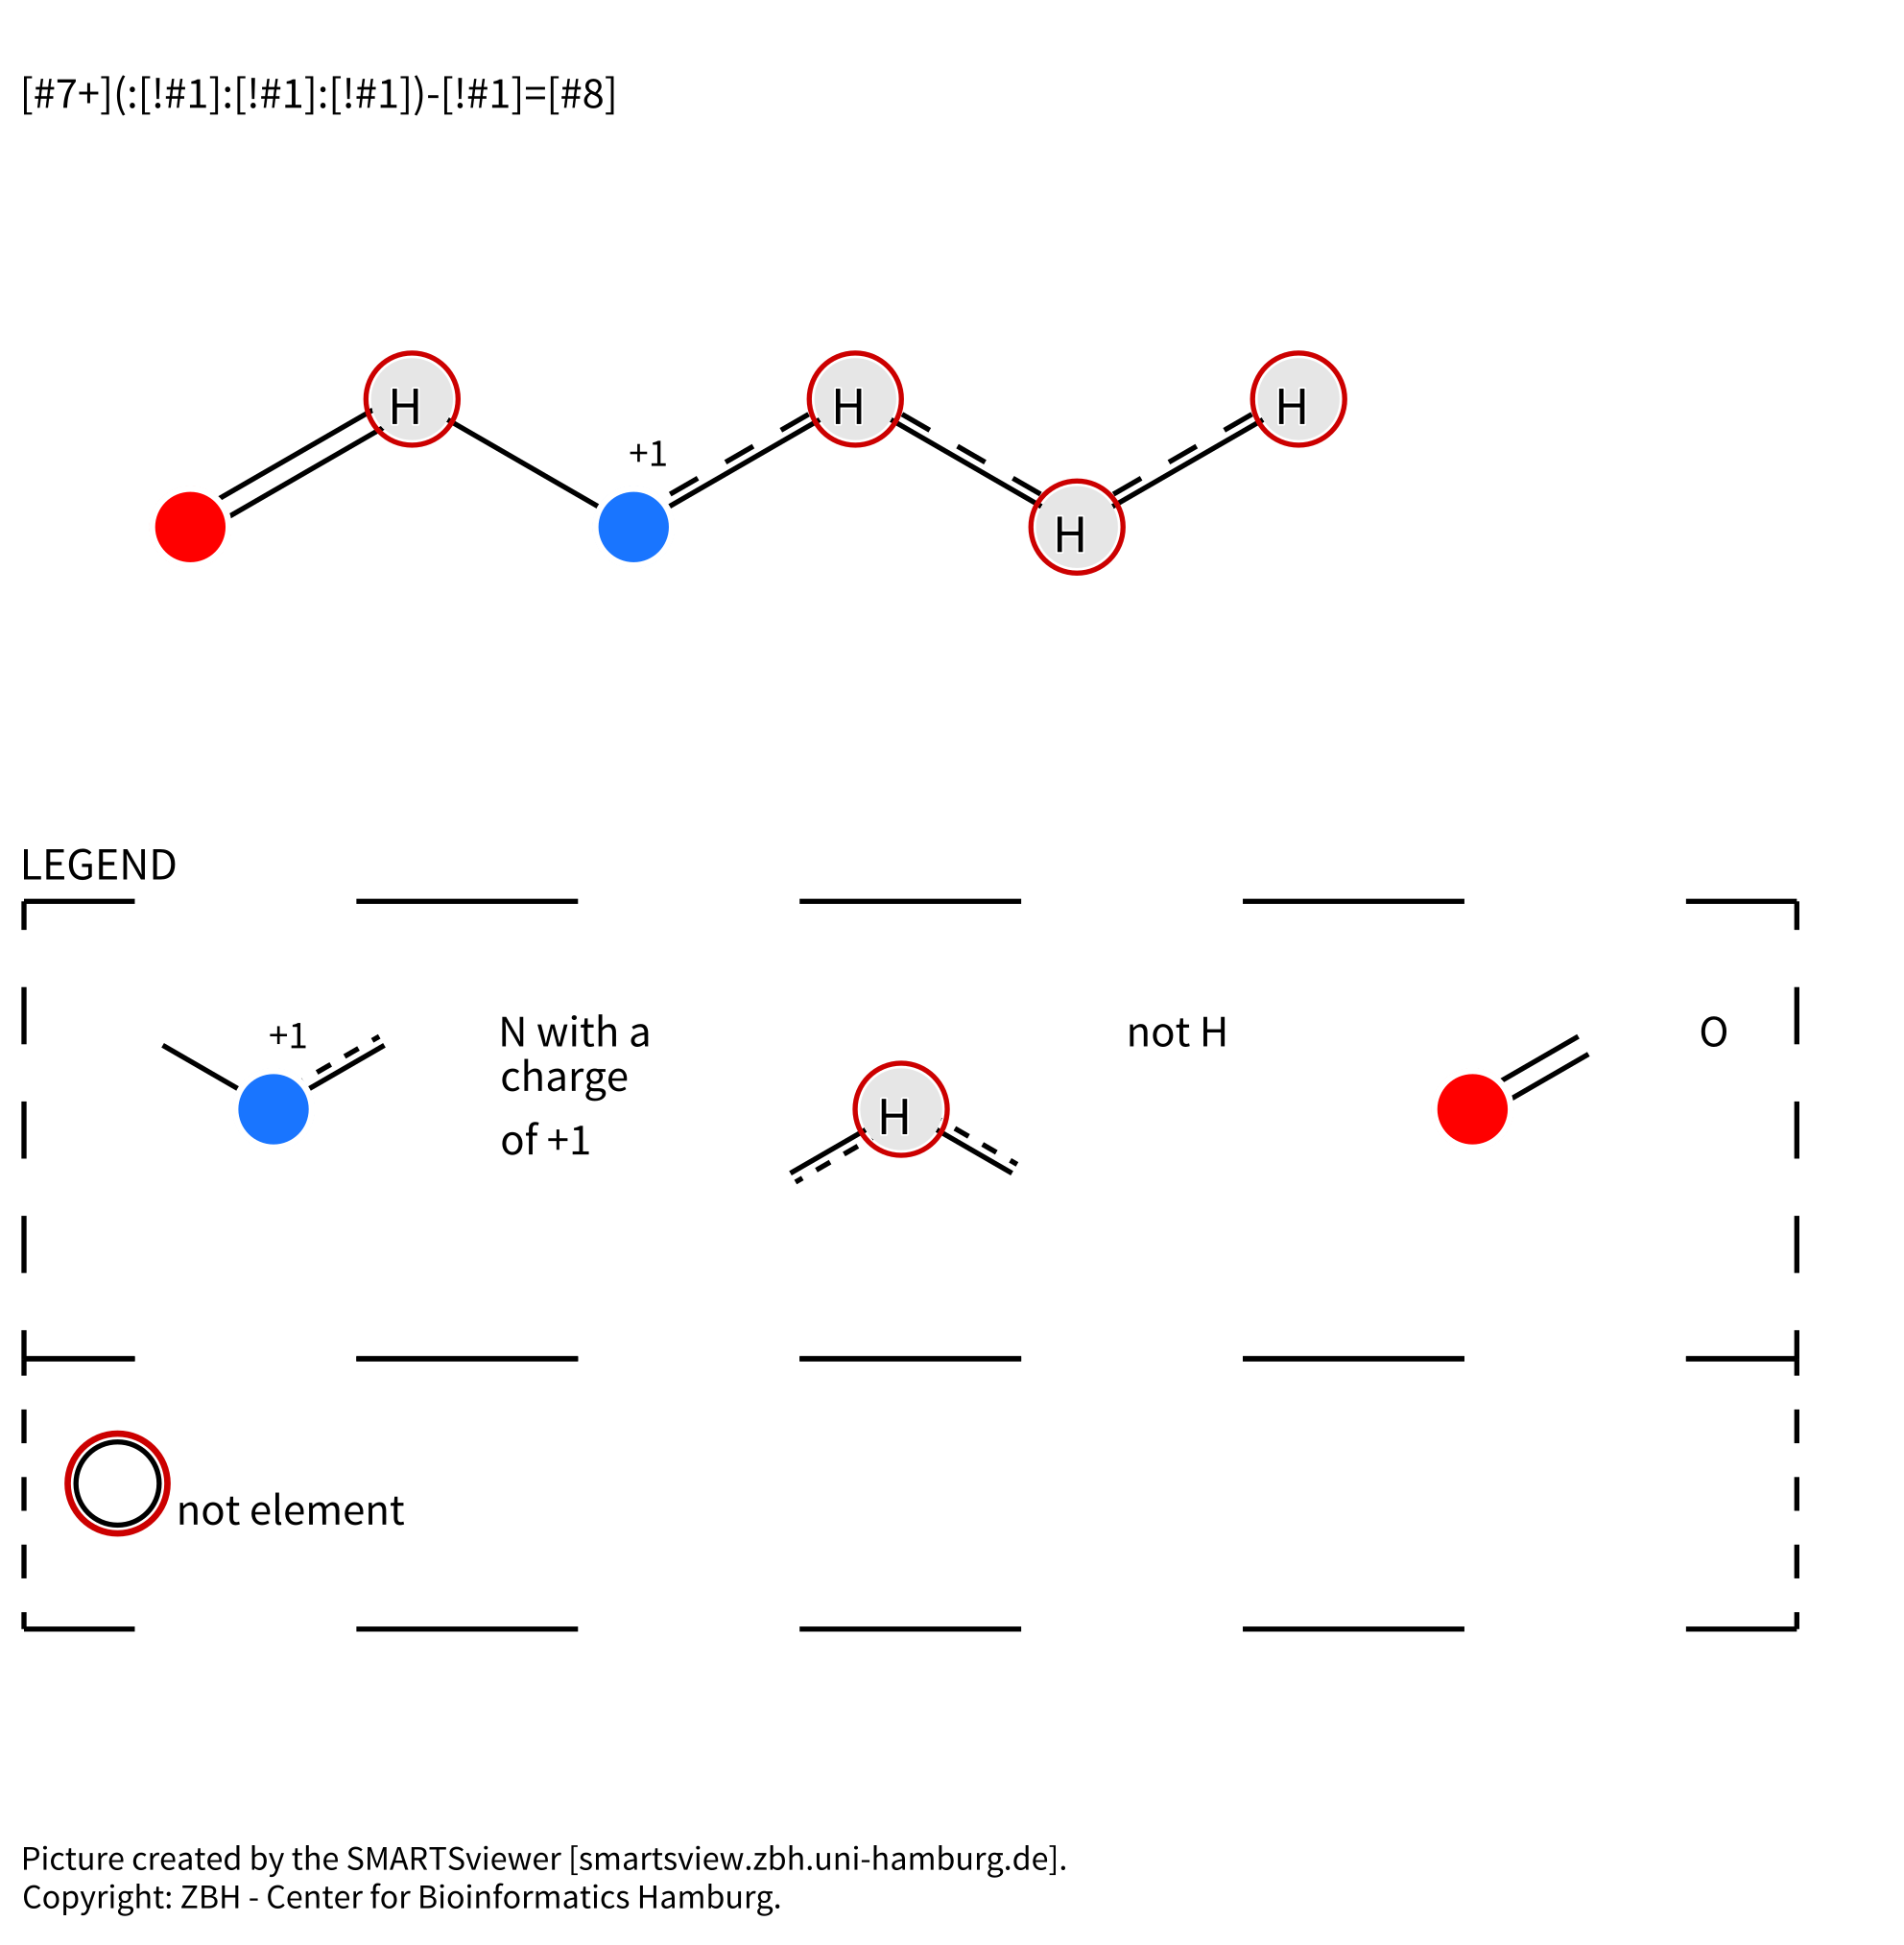 [#7+](:[!#1]:[!#1]:[!#1])-[!#1]=[#8]
H H H
+1
H
LEGEND
+1 N with a not H O
charge
H
of +1
not element
Picture created by the SMARTSviewer [smartsview.zbh.uni-hamburg.de].
Copyright: ZBH - Center for Bioinformatics Hamburg.